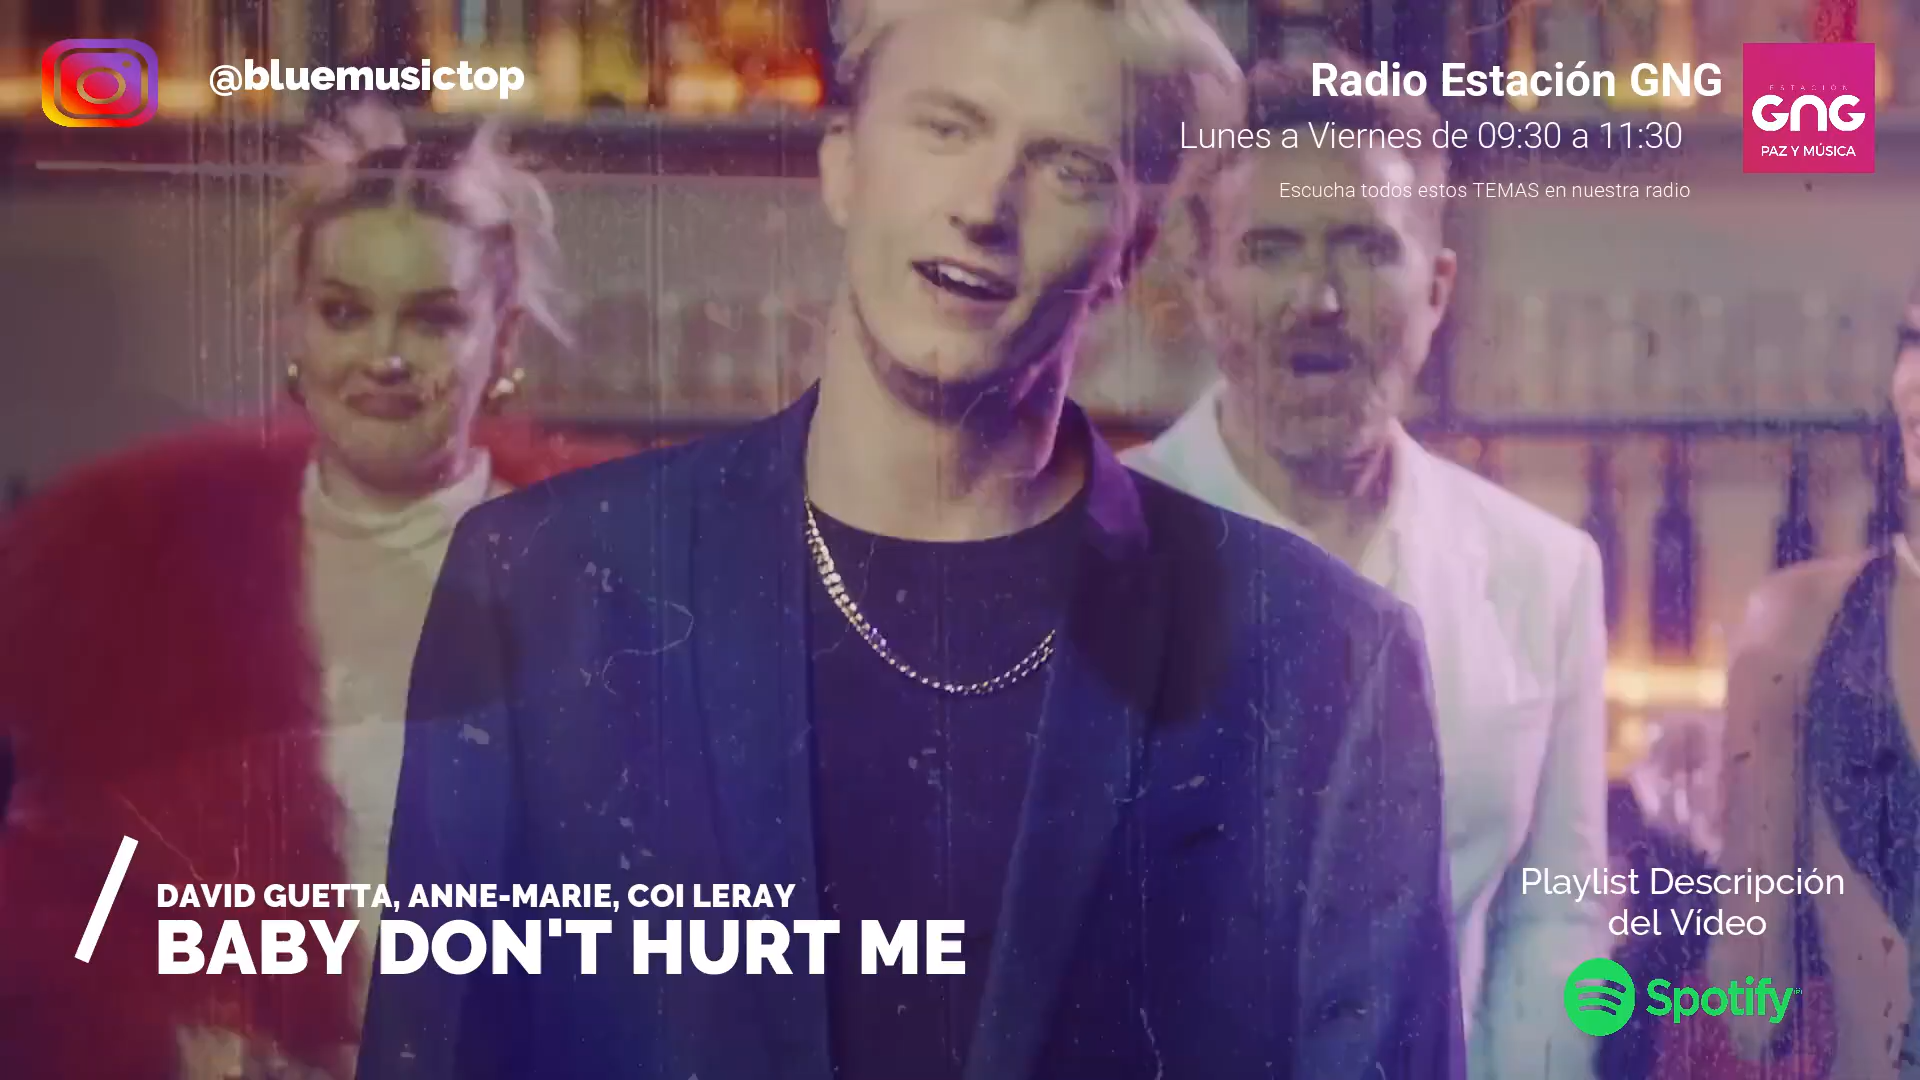 @bluemusictop
Radio Estación GNG
Lunes a Viernes de 09:30 a 11:30
Escucha todos estos TEMAS en nuestra radio
ESTACIÓN
GNG
PAZ Y MÚSICA
DAVID GUETTA, ANNE-MARIE, COI LERAY
BABY DON'T HURT ME
Playlist Descripción
del Vídeo
Spotify